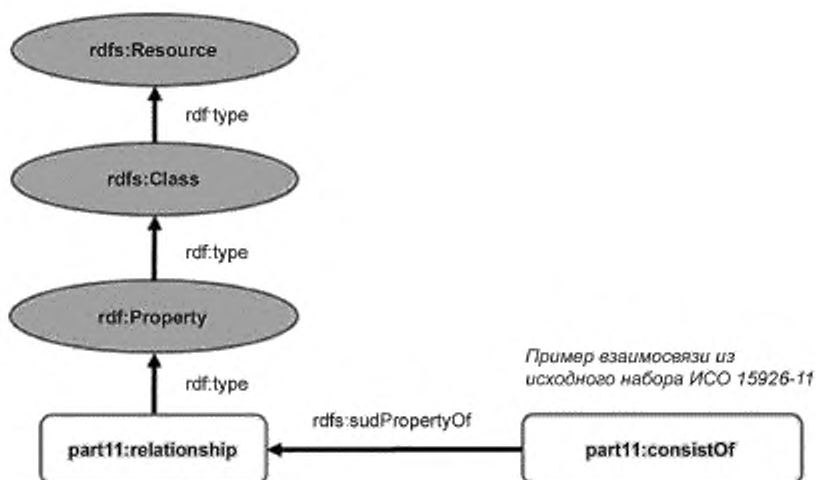 rdfs:Resource
rdf:type
rdfs:Class
rdf:type
rdf:Property
Пример взаимосвязи из
исходного набора ИСО 15926-11
rdf:type
rdfs:sudPropertyOf
part11:relationship
part11:consistOf